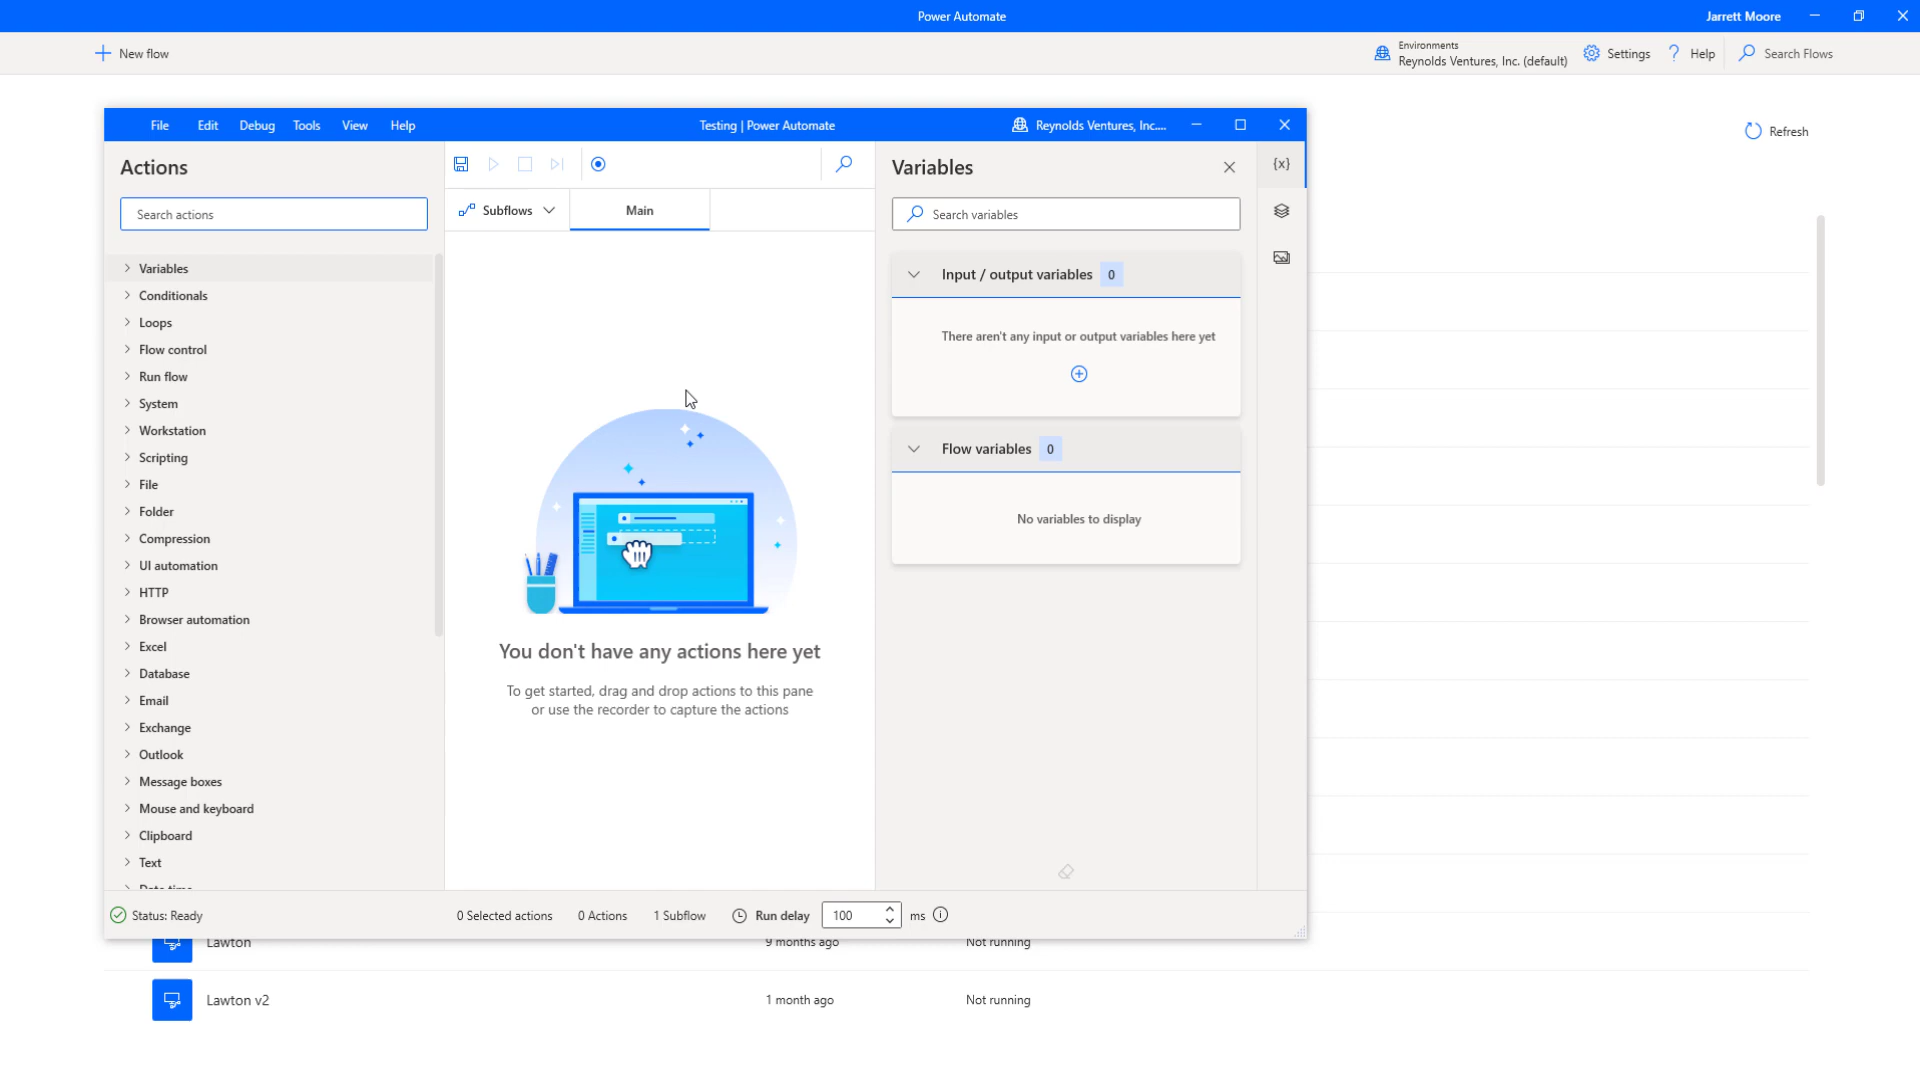 Power Automate
Jarrett Moore
New flow
Environments
Reynolds Ventures, Inc. (default)
Settings
Help
Search Flows
Refresh
File Edit Debug Tools View Help
Testing | Power Automate
Reynolds Ventures, Inc....
Actions
Search actions
Variables
Conditionals
Loops
Flow control
Run flow
System
Workstation
Scripting
File
Folder
Compression
UI automation
HTTP
Browser automation
Excel
Database
Email
Exchange
Outlook
Message boxes
Mouse and keyboard
Clipboard
Text
Date time
Subflows
Main
You don't have any actions here yet
To get started, drag and drop actions to this pane
or use the recorder to capture the actions
Variables
{x}
Search variables
Input / output variables 0
There aren't any input or output variables here yet
Flow variables 0
No variables to display
Status: Ready
0 Selected actions
0 Actions
1 Subflow
Run delay
100
ms
Lawton 9 months ago Not running
Lawton v2 1 month ago Not running